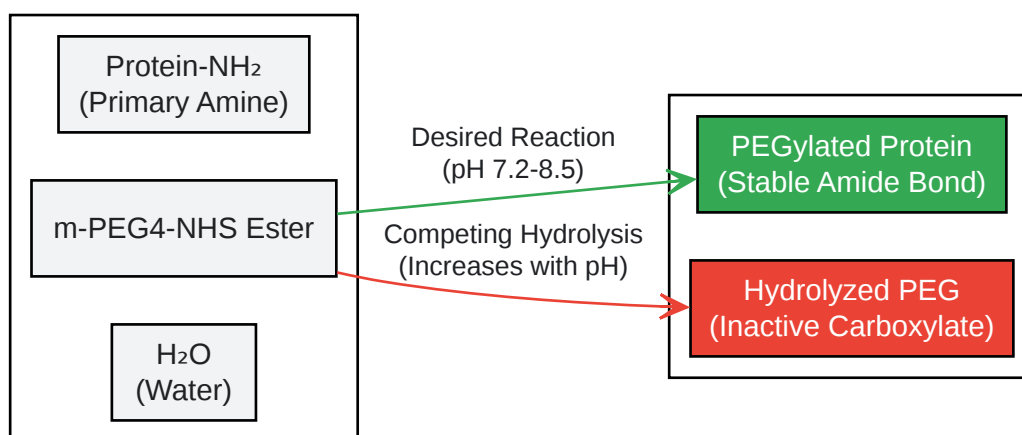 Protein-NH₂
(Primary Amine)
m-PEG4-NHS Ester
H₂O
(Water)
Desired Reaction
(pH 7.2-8.5)
Competing Hydrolysis
(Increases with pH)
PEGylated Protein
(Stable Amide Bond)
Hydrolyzed PEG
(Inactive Carboxylate)